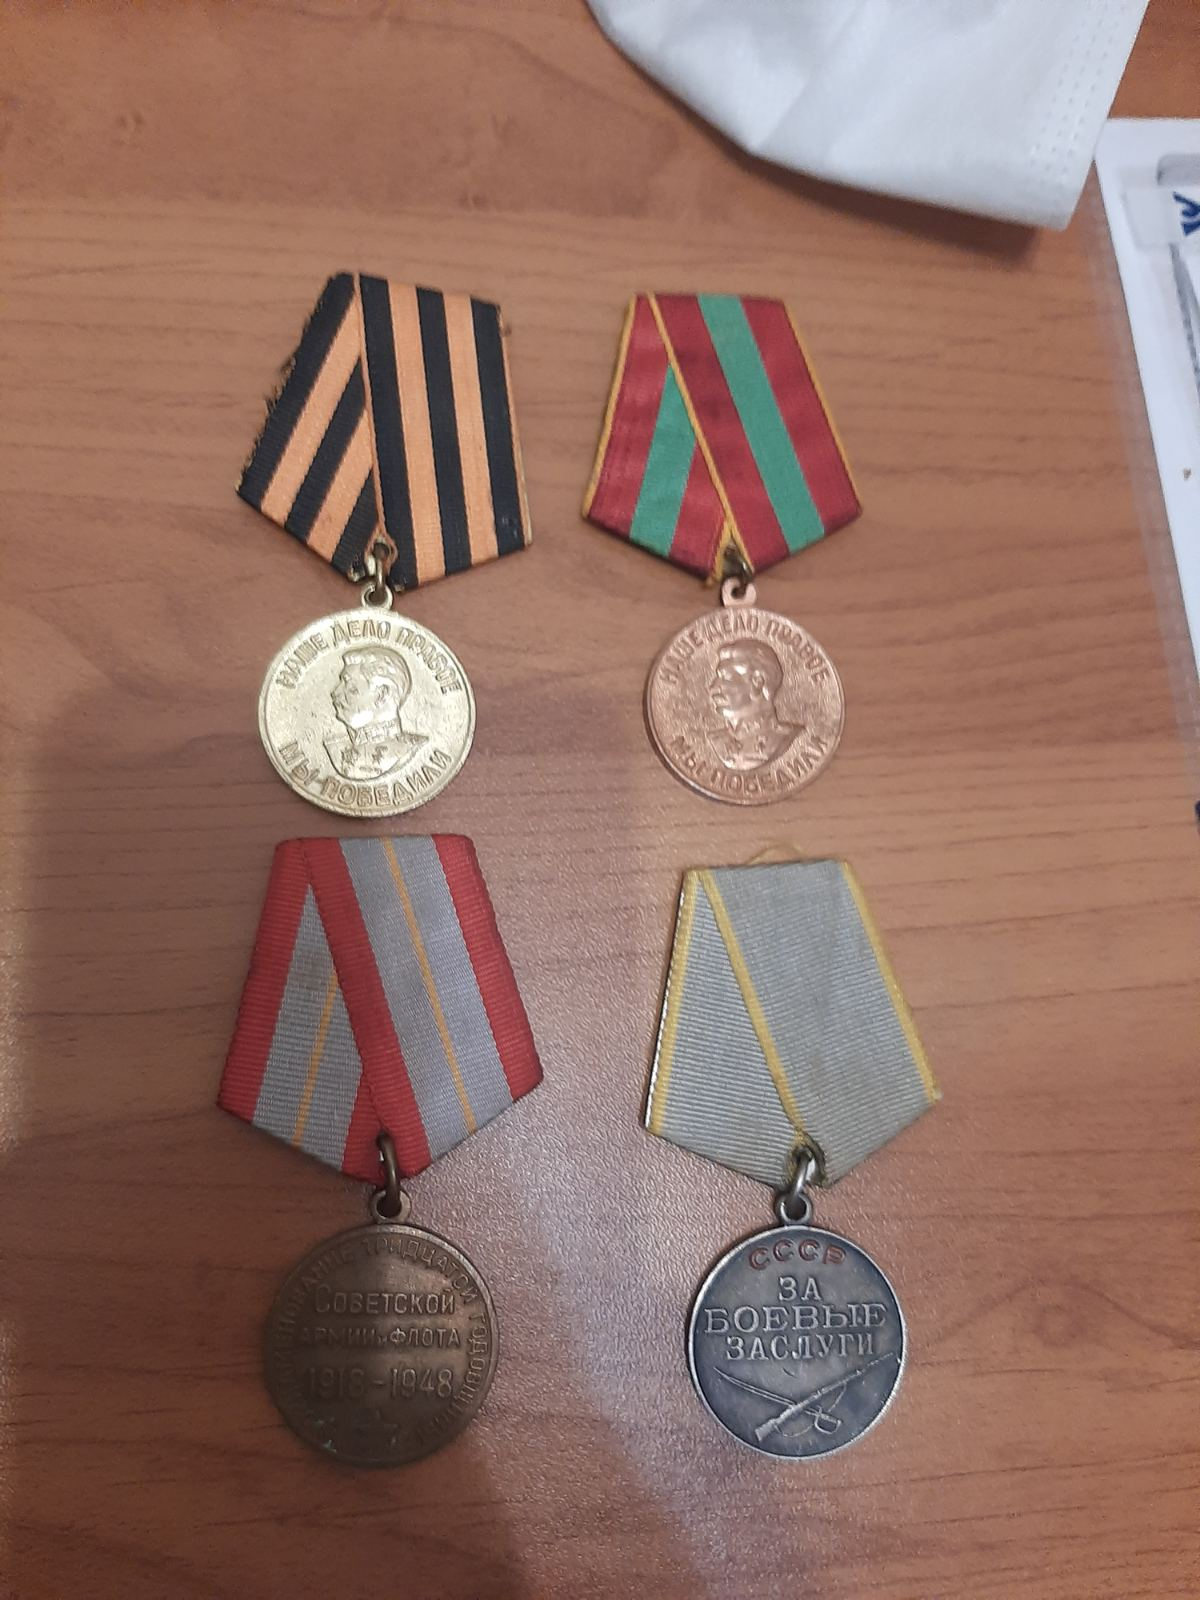 НАШЕ ДЕЛО ПРАВОЕ
МЫ ПОБЕДИЛИ
НАШЕ ДЕЛО ПРАВОЕ
МЫ ПОБЕДИЛИ
ТРИДЦАТОЙ
СОВЕТСКОЙ
АРМИИ и ФЛОТА
1918-1948
СССР
ЗА
БОЕВЫЕ
ЗАСЛУГИ